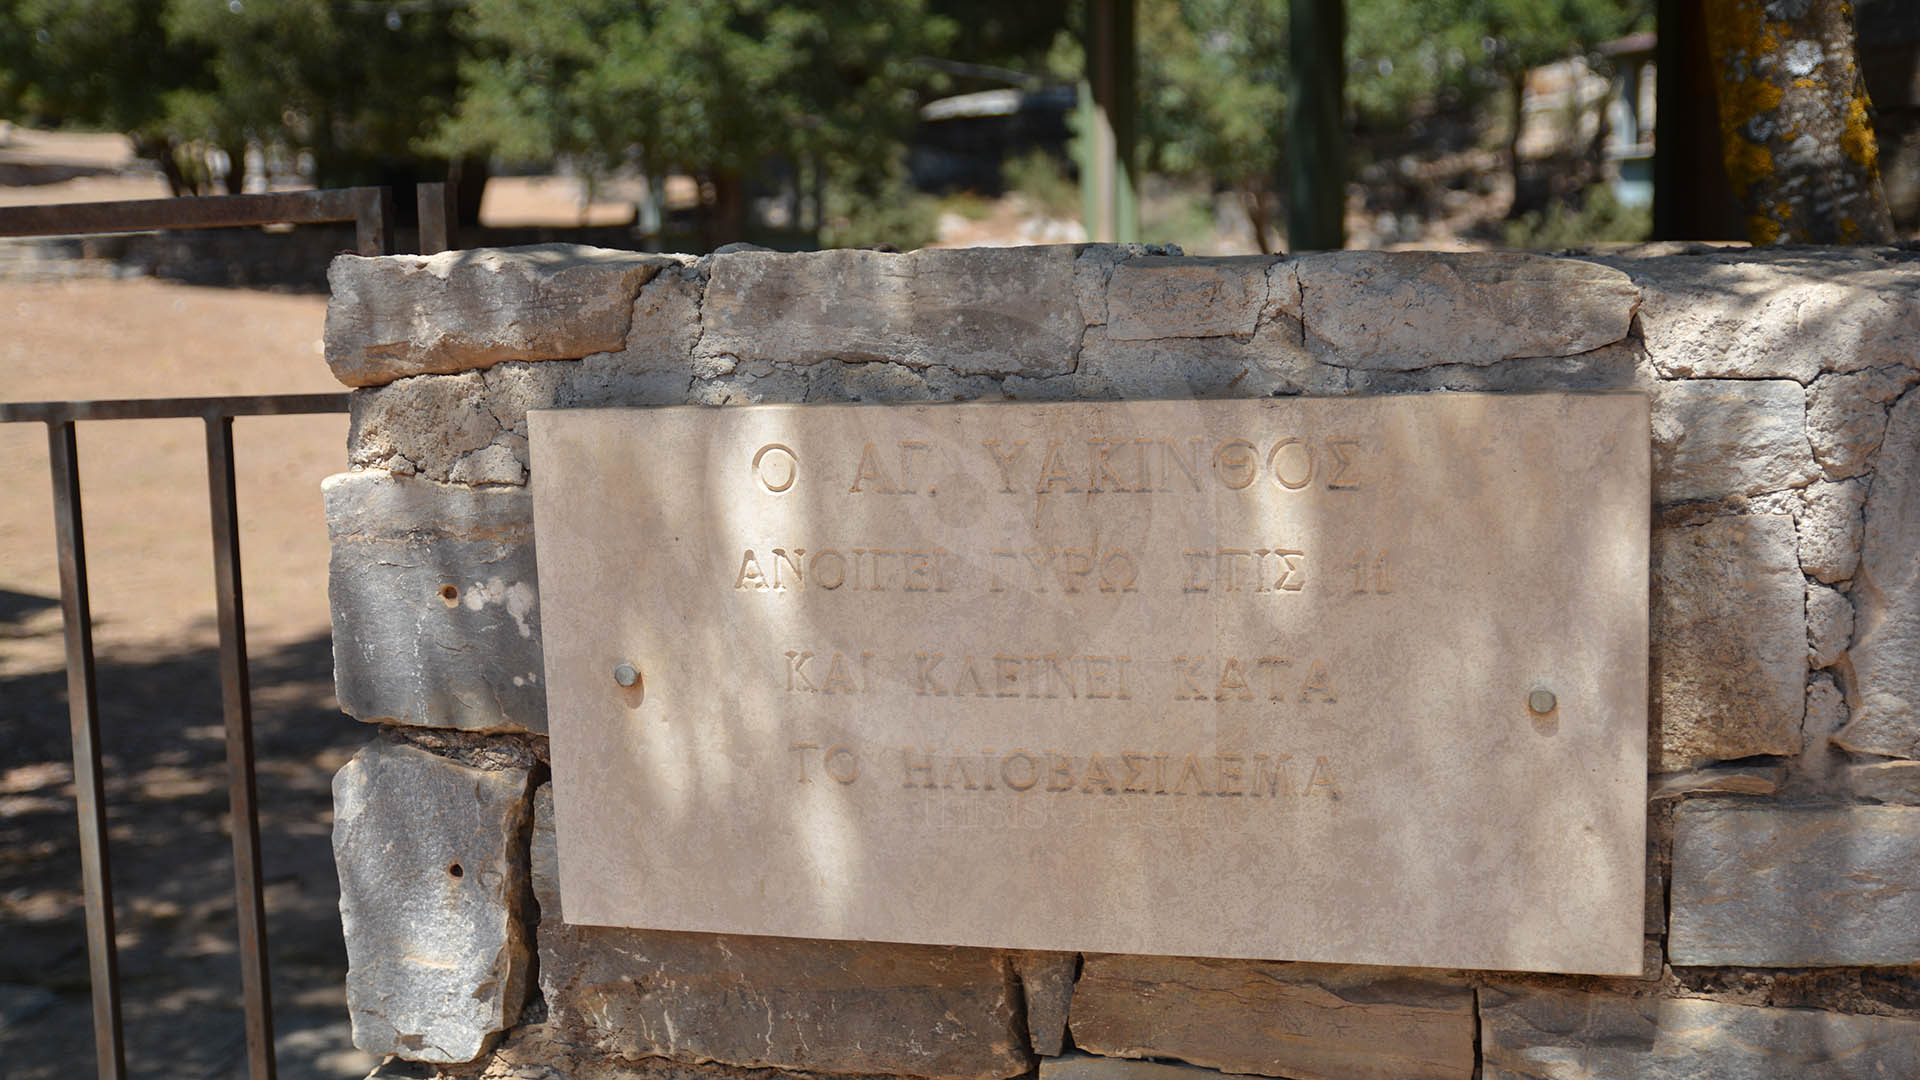 Ο ΑΓ. ΥΑΚΙΝΘΟΣ
ΑΝΟΙΓΕΙ ΓΥΡΩ ΣΤΙΣ 11
ΚΑΙ ΚΛΕΙΝΕΙ ΚΑΤΑ
ΤΟ ΗΛΙΟΒΑΣΙΛΕΜΑ